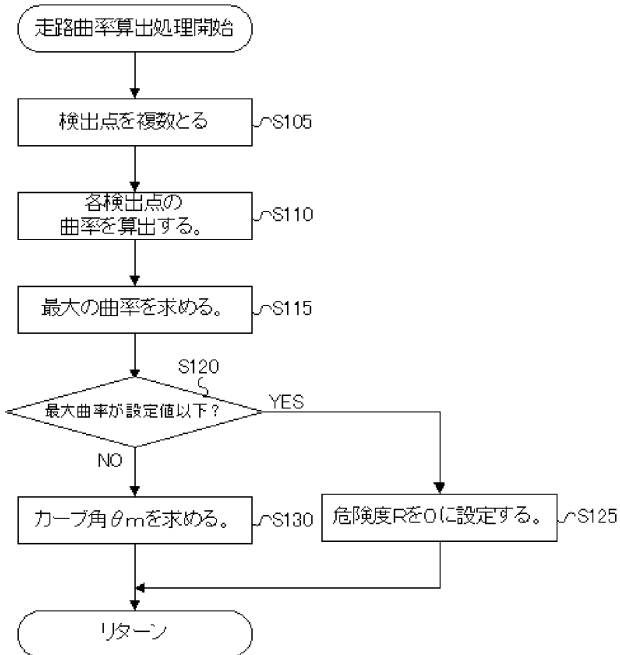 走路曲率算出処理開始
検出点を複数とる
S105
各検出点の
曲率を算出する。
S110
最大の曲率を求める。
S115
S120
最大曲率が設定値以下？
YES
NO
カーブ角θmを求める。
S130
危険度Rを0に設定する。
S125
リターン